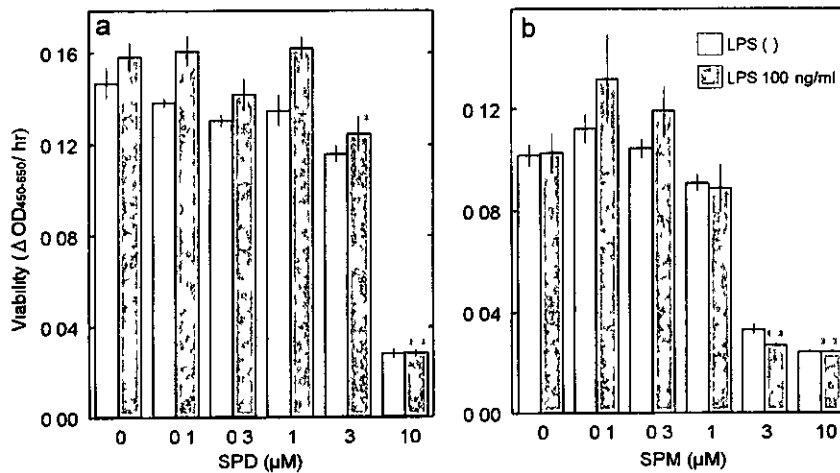 a
Viability ( ΔOD450-650/ hr)
0 16
0 12
0 08
0 04
0 00
0 0 1 0 3 1 3 10
SPD (μM)
*
* *
b
LPS ( )
LPS 100 ng/ml
0 12
0 08
0 04
0 00
0 0 1 0 3 1 3 10
SPM (μM)
* *
* *